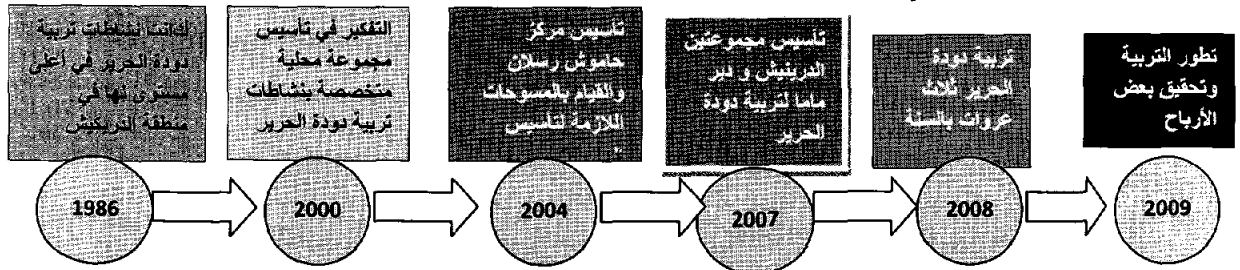 كانت نشاطات تربية
دودة الحرير في أعلى
مستوى لها في
منطقة الدريكيش
التفكير في تأسيس
مجموعة محلية
متخصصة بنشاطات
تربية دودة الحرير
تأسيس مركز
حاموش رسلان
والقيام بالمسوحات
اللازمة لتأسيس
تأسيس مجموعتين
الدرينيش و دير
ماما لتربية دودة
الحرير
تربية دودة
الحرير ثلاث
عروات بالسنة
تطور التربية
وتحقيق بعض
الأرباح
1986
2000
2004
2007
2008
2009